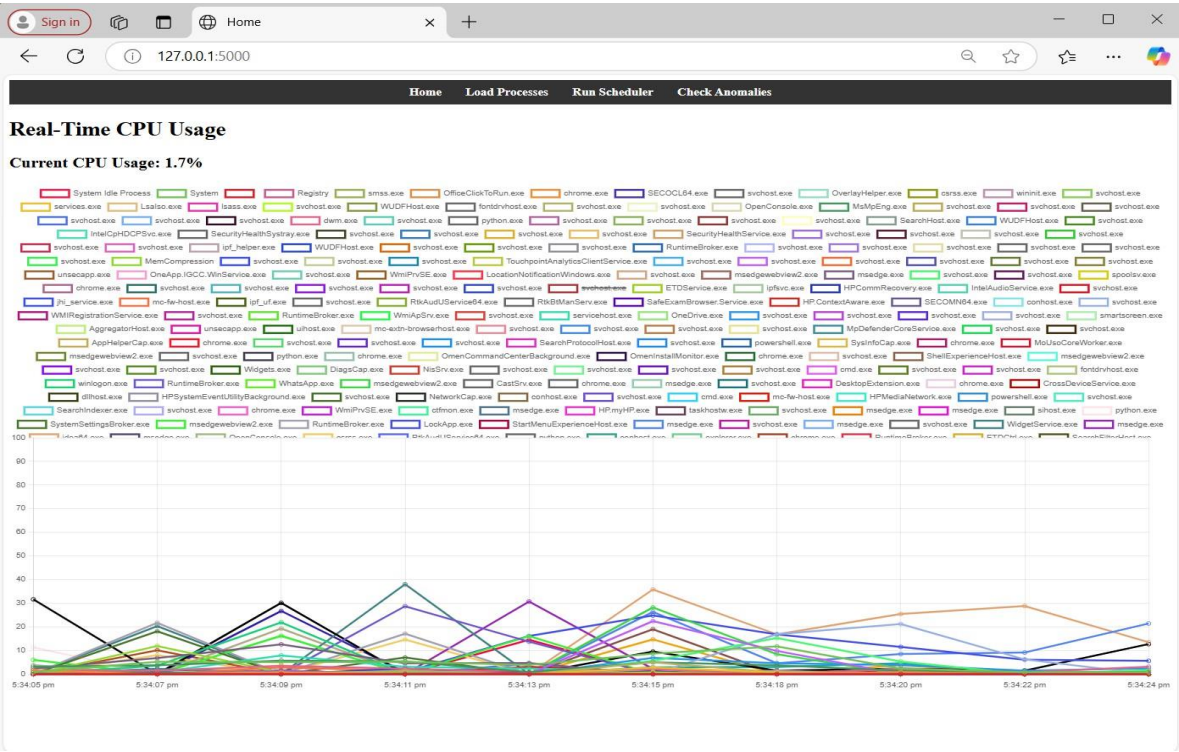 Sign in
Home
127.0.0.1:5000
Home Load Processes Run Scheduler Check Anomalies
Real-Time CPU Usage
Current CPU Usage: 1.7%
System Idle Process System Registry smss.exe OfficeClickToRun.exe chrome.exe SECOCL64.exe svchost.exe OverlayHelper.exe csrss.exe wininit.exe svchost.exe
services.exe Lsalso.exe lsass.exe svchost.exe WUDFHost.exe fontdrvhost.exe svchost.exe svchost.exe OpenConsole.exe MsMpEng.exe svchost.exe svchost.exe svchost.exe
svchost.exe svchost.exe svchost.exe dwm.exe svchost.exe python.exe svchost.exe svchost.exe svchost.exe svchost.exe SearchHost.exe WUDFHost.exe svchost.exe
IntelCpHDCPSvc.exe SecurityHealthSystray.exe svchost.exe svchost.exe svchost.exe svchost.exe SecurityHealthService.exe svchost.exe svchost.exe svchost.exe svchost.exe
svchost.exe svchost.exe ipf_helper.exe WUDFHost.exe svchost.exe svchost.exe svchost.exe RuntimeBroker.exe svchost.exe svchost.exe svchost.exe svchost.exe svchost.exe
svchost.exe MemCompression svchost.exe svchost.exe svchost.exe TouchpointAnalyticsClientService.exe svchost.exe svchost.exe svchost.exe svchost.exe svchost.exe svchost.exe
unsecapp.exe OneApp.IGCC.WinService.exe svchost.exe WmiPrvSE.exe LocationNotificationWindows.exe svchost.exe msedgewebview2.exe msedge.exe svchost.exe svchost.exe spoolsv.exe
chrome.exe svchost.exe svchost.exe svchost.exe svchost.exe svchost.exe svchost.exe ETDService.exe ipfsvc.exe HPCommRecovery.exe IntelAudioService.exe svchost.exe
jhi_service.exe mc-fw-host.exe ipf_uf.exe svchost.exe RtkAudUService64.exe RtkBtManServ.exe SafeExamBrowser.Service.exe HP.ContextAware.exe SECOMN64.exe conhost.exe svchost.exe
WMIRegistrationService.exe svchost.exe RuntimeBroker.exe WmiApSrv.exe svchost.exe servicehost.exe OneDrive.exe svchost.exe svchost.exe svchost.exe svchost.exe smartscreen.exe
AggregatorHost.exe unsecapp.exe uihost.exe mc-extn-browserhost.exe svchost.exe svchost.exe svchost.exe svchost.exe MpDefenderCoreService.exe svchost.exe svchost.exe
AppHelperCap.exe chrome.exe svchost.exe svchost.exe svchost.exe SearchProtocolHost.exe svchost.exe svchost.exe powershell.exe SysInfoCap.exe chrome.exe MoUsoCoreWorker.exe
msedgewebview2.exe svchost.exe python.exe chrome.exe OmenCommandCenterBackground.exe OmenInstallMonitor.exe chrome.exe svchost.exe svchost.exe ShellExperienceHost.exe msedgewebview2.exe
svchost.exe svchost.exe Widgets.exe DiagsCap.exe NisSrv.exe svchost.exe svchost.exe svchost.exe svchost.exe cmd.exe svchost.exe svchost.exe fontdrvhost.exe
winlogon.exe RuntimeBroker.exe WhatsApp.exe msedgewebview2.exe CastSrv.exe chrome.exe msedge.exe svchost.exe DesktopExtension.exe chrome.exe CrossDeviceService.exe
dllhost.exe HPSystemEventUtilityBackground.exe svchost.exe NetworkCap.exe conhost.exe svchost.exe cmd.exe mc-fw-host.exe HPMediaNetwork.exe powershell.exe svchost.exe
SearchIndexer.exe svchost.exe chrome.exe WmiPrvSE.exe ctfmon.exe msedge.exe HP.myHP.exe taskhostw.exe svchost.exe msedge.exe msedge.exe sihost.exe python.exe
SystemSettingsBroker.exe msedgewebview2.exe RuntimeBroker.exe LockApp.exe StartMenuExperienceHost.exe msedge.exe svchost.exe msedge.exe svchost.exe WidgetService.exe msedge.exe
100
90
80
70
60
50
40
30
20
10
0
5:34:05 pm 5:34:07 pm 5:34:09 pm 5:34:11 pm 5:34:13 pm 5:34:15 pm 5:34:18 pm 5:34:20 pm 5:34:22 pm 5:34:24 pm